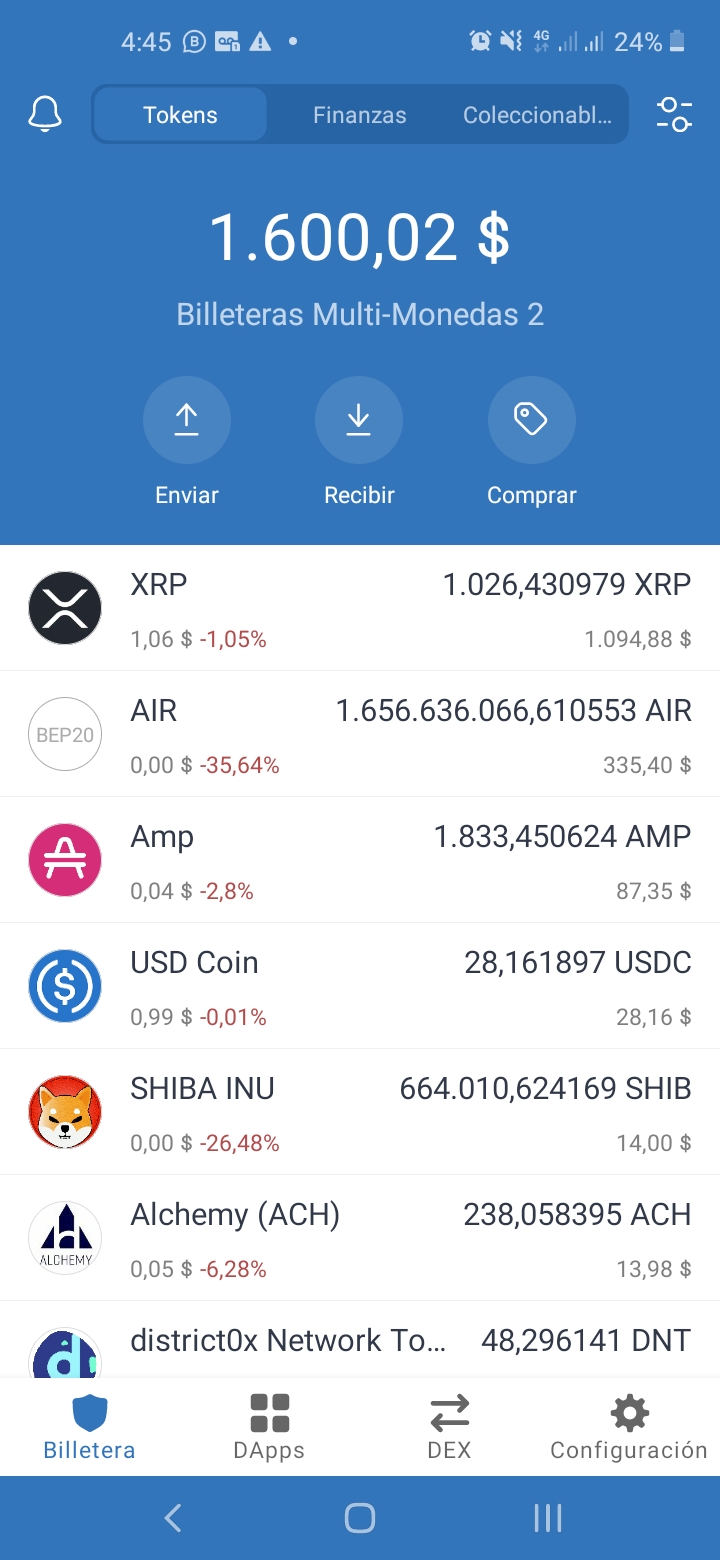 4:45 4G 24%
Tokens Finanzas Coleccionabl...
1.600,02 $
Billeteras Multi-Monedas 2
Enviar Recibir Comprar
XRP 1.026,430979 XRP
1,06 $ -1,05% 1.094,88 $
BEP20
AIR 1.656.636.066,610553 AIR
0,00 $ -35,64% 335,40 $
Amp 1.833,450624 AMP
0,04 $ -2,8% 87,35 $
USD Coin 28,161897 USDC
0,99 $ -0,01% 28,16 $
SHIBA INU 664.010,624169 SHIB
0,00 $ -26,48% 14,00 $
Alchemy (ACH) 238,058395 ACH
ALCHEMY
0,05 $ -6,28% 13,98 $
district0x Network To... 48,296141 DNT
Billetera DApps DEX Configuración